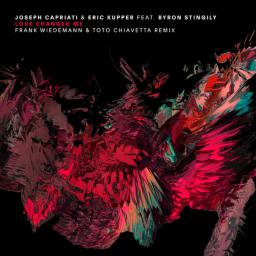 JOSEPH CAPRIATI & ERIC KUPPER FEAT. BYRON STINGILY
LOVE CHANGED ME
FRANK WIEDEMANN & TOTO CHIAVETTA REMIX